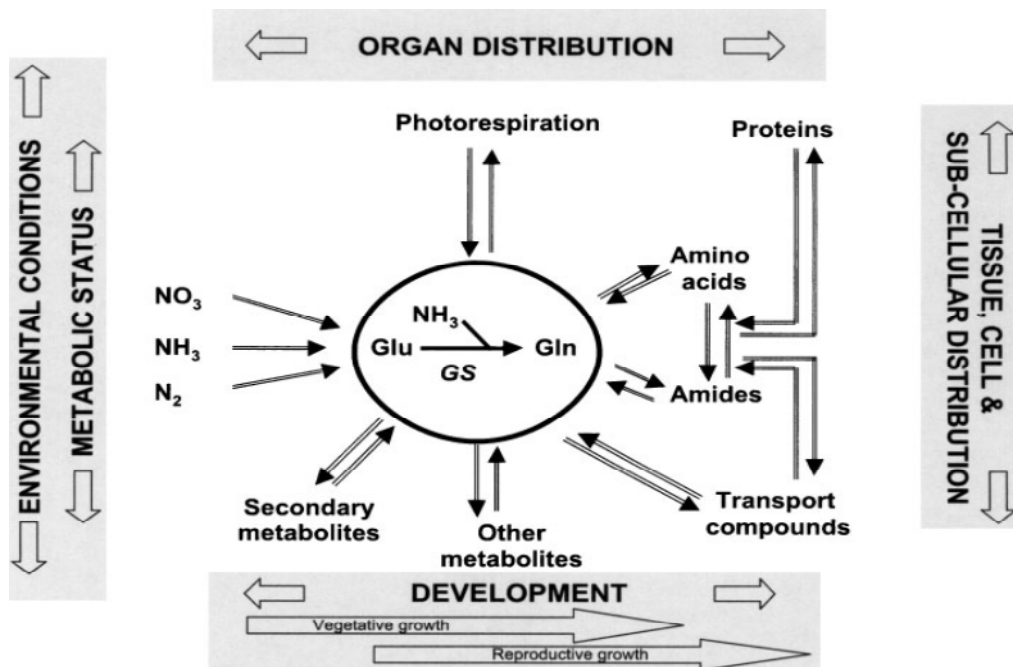 ORGAN DISTRIBUTION
ENVIRONMENTAL CONDITIONS
METABOLIC STATUS
Photorespiration
Proteins
Amino
acids
NO3
NH3
N2
NH3
Glu
Gln
GS
Amides
Secondary
metabolites
Other
metabolites
Transport
compounds
TISSUE, CELL &
SUB-CELLULAR DISTRIBUTION
DEVELOPMENT
Vegetative growth
Reproductive growth